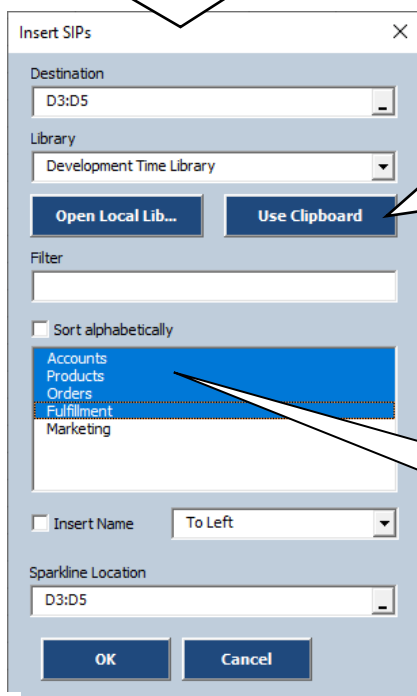 Insert SIPs
Destination
D3:D5
Library
Development Time Library
Open Local Lib... Use Clipboard
Filter
Sort alphabetically
Accounts
Products
Orders
Fulfillment
Marketing
Insert Name To Left
Sparkline Location
D3:D5
OK Cancel